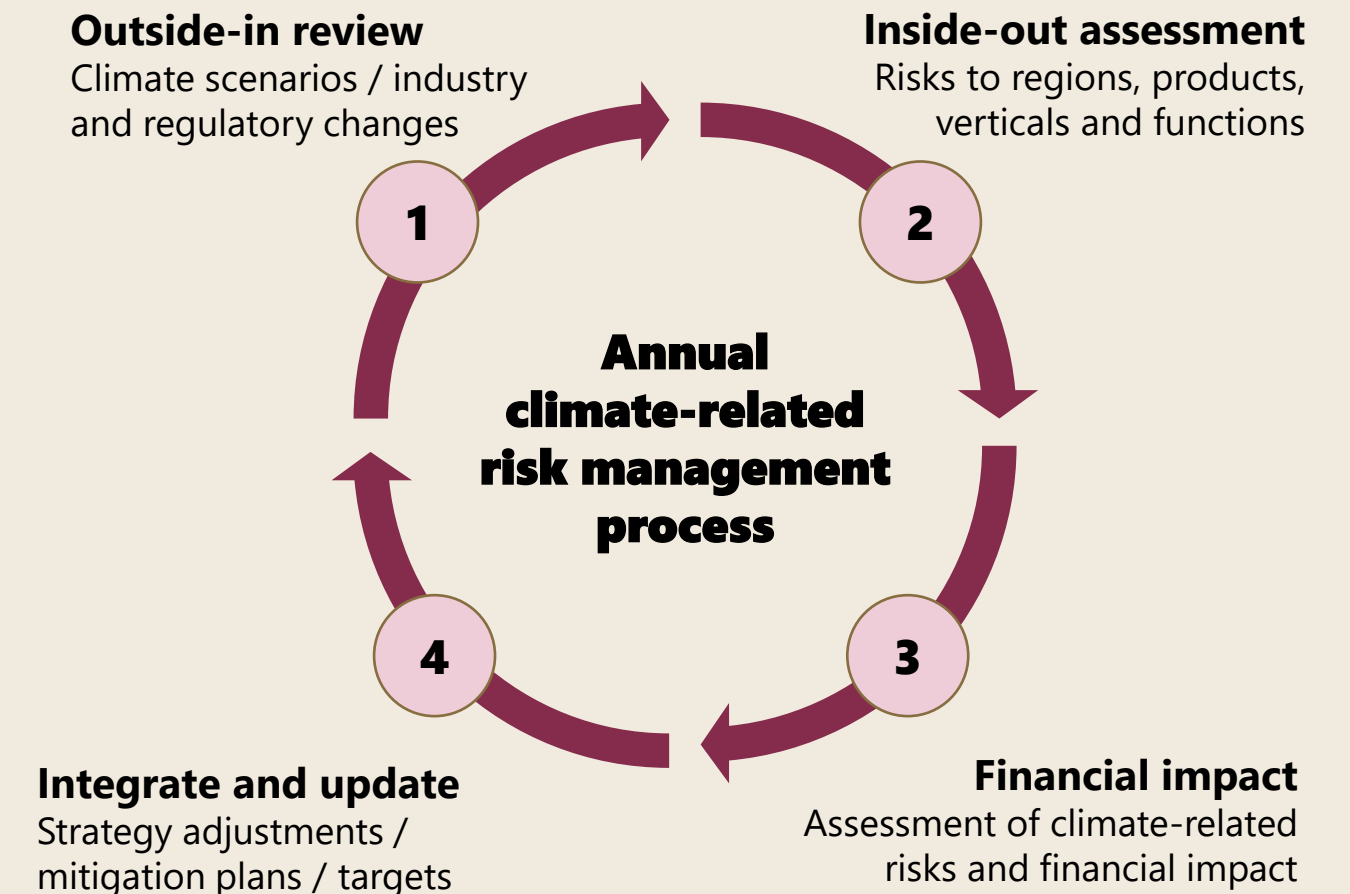 Outside-in review
Climate scenarios / industry
and regulatory changes
Inside-out assessment
Risks to regions, products,
verticals and functions
1
2
Annual
climate-related
risk management
process
4
3
Integrate and update
Strategy adjustments /
mitigation plans / targets
Financial impact
Assessment of climate-related
risks and financial impact